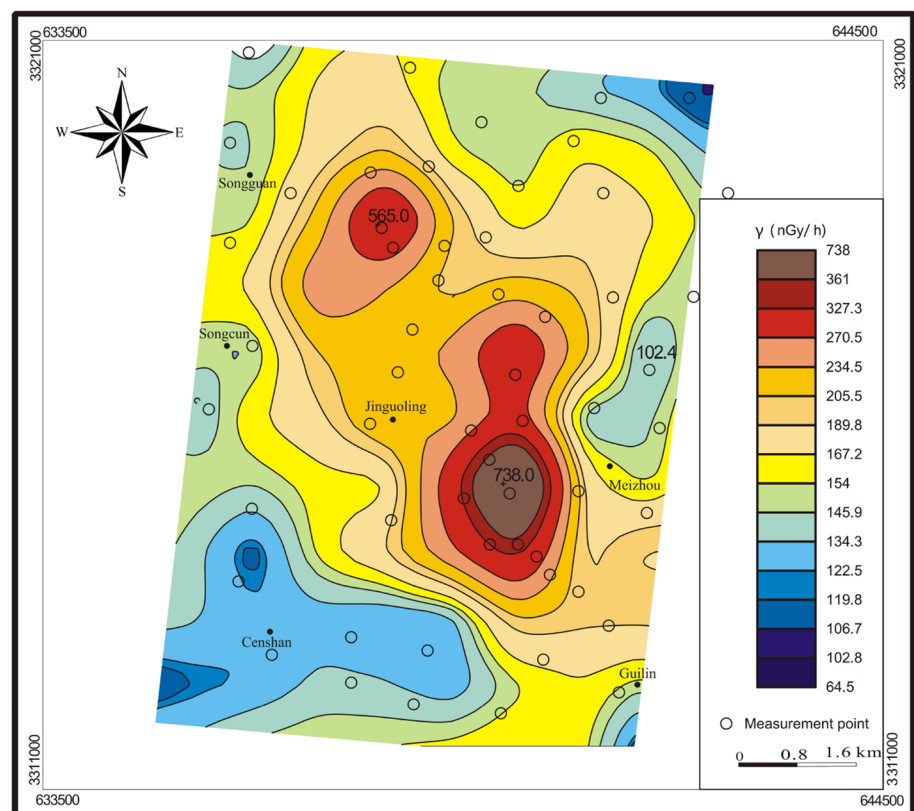 633500
644500
3321000
3321000
N
W
E
S
Songguan
565.0
γ ( nGy/ h)
738
361
327.3
270.5
234.5
205.5
189.8
167.2
154
145.9
134.3
122.5
119.8
106.7
102.8
64.5
Songcun
102.4
Jinguoling
738.0
Meizhou
Censhan
Guilin
Measurement point
0 0.8 1.6 km
3311000
3311000
633500
644500